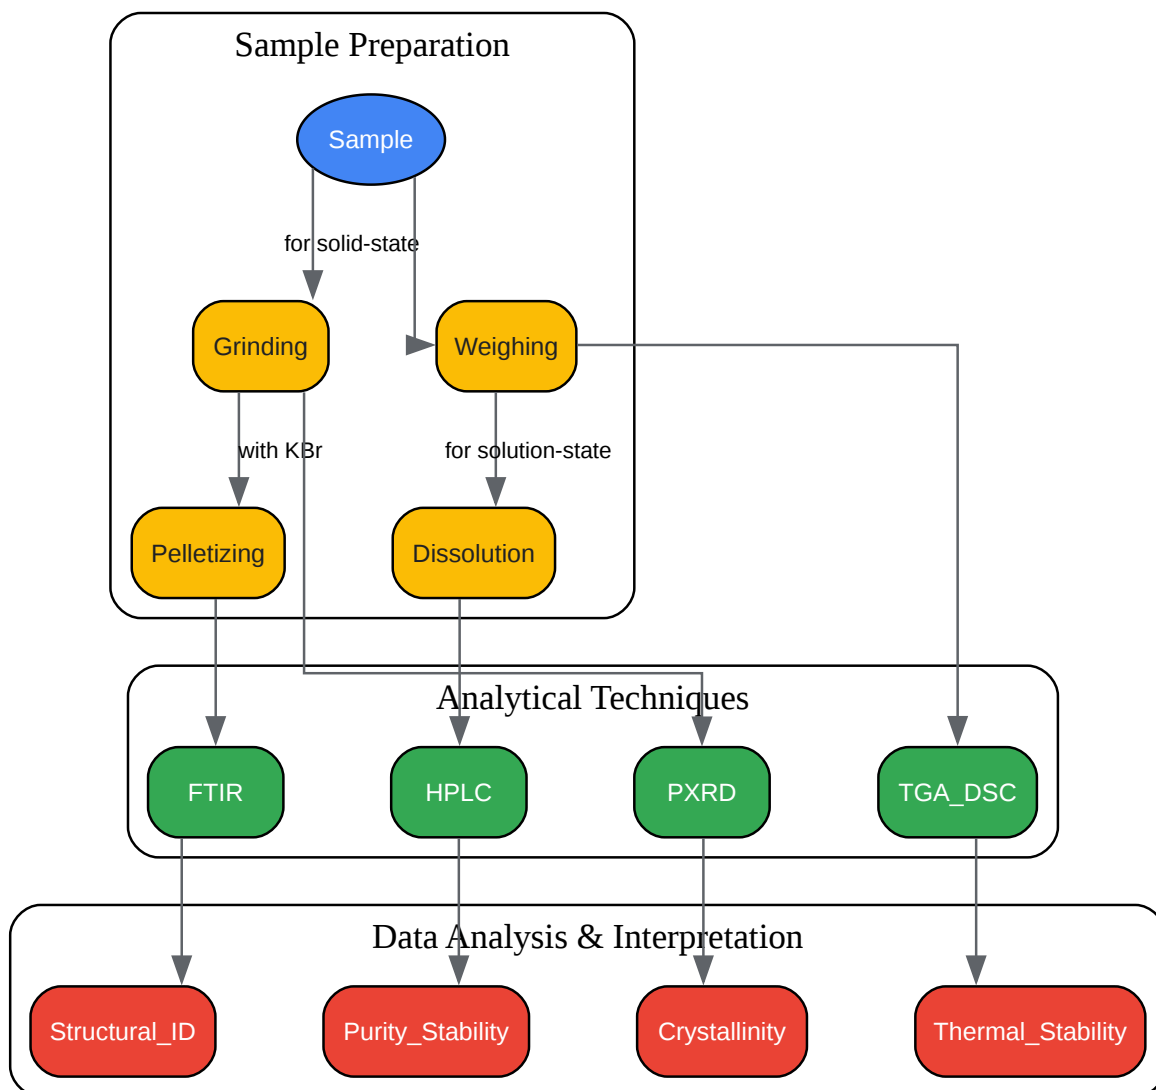 Sample Preparation
Sample
for solid-state
Grinding
Weighing
with KBr
for solution-state
Pelletizing
Dissolution
Analytical Techniques
FTIR
HPLC
PXRD
TGA_DSC
Data Analysis & Interpretation
Structural_ID
Purity_Stability
Crystallinity
Thermal_Stability